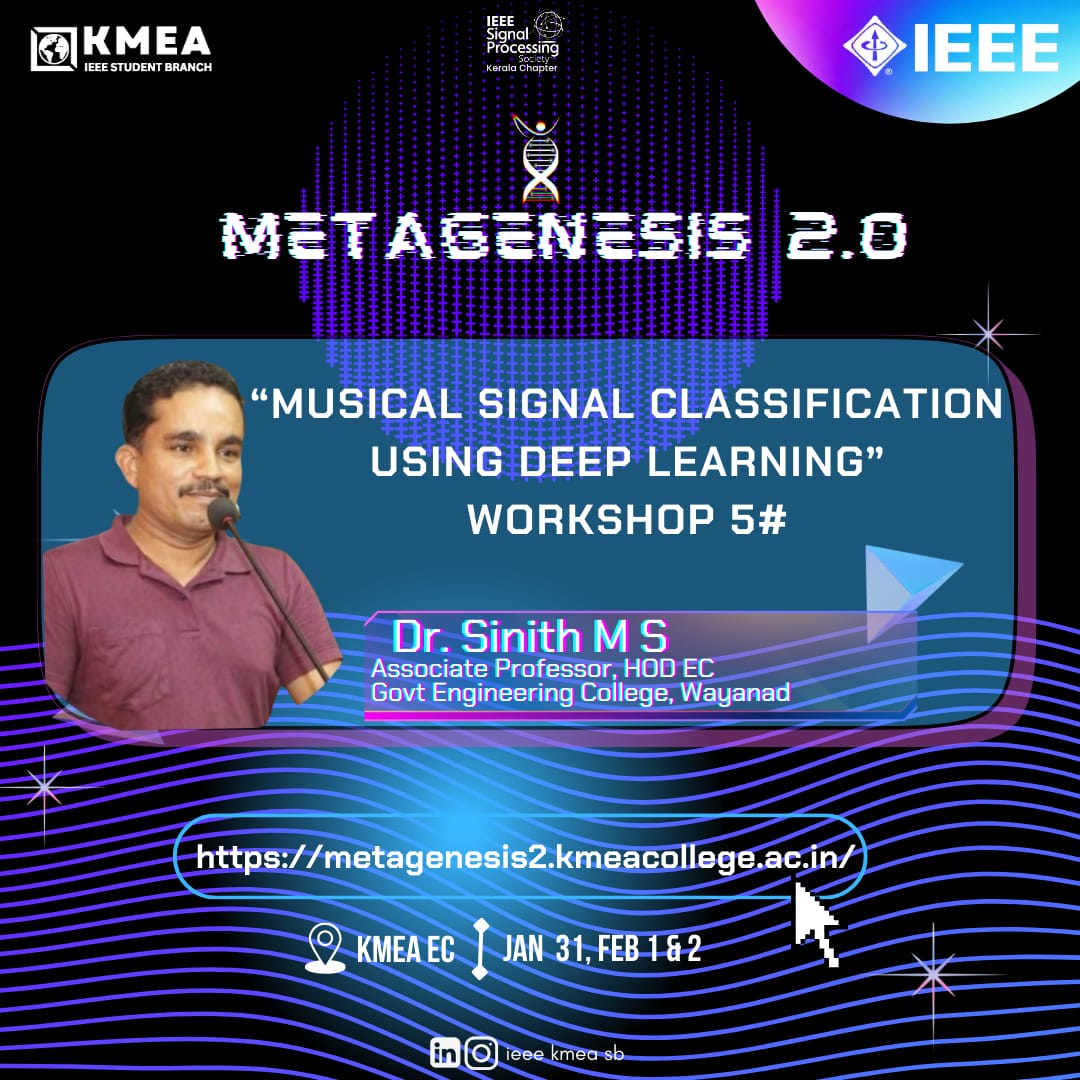 KMEA
IEEE STUDENT BRANCH
IEEE
Signal
Processing
Society
Kerala Chapter
IEEE
METAGENESIS 2.0
“MUSICAL SIGNAL CLASSIFICATION
USING DEEP LEARNING”
WORKSHOP 5#
Dr. Sinith M S
Associate Professor, HOD EC
Govt Engineering College, Wayanad
https://metagenesis2.kmeacollege.ac.in/
KMEA EC JAN 31, FEB 1 & 2
in ieee kmea sb